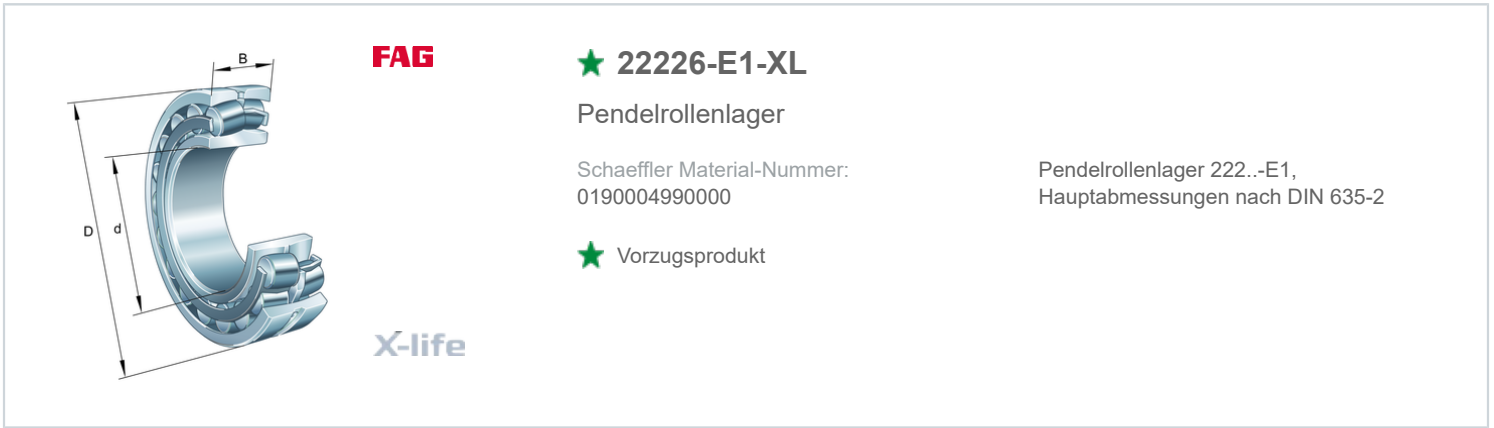 B
D
d
FAG
X-life
22226-E1-XL
Pendelrollenlager
Schaeffler Material-Nummer:
0190004990000
Vorzugsprodukt
Pendelrollenlager 222..-E1,
Hauptabmessungen nach DIN 635-2